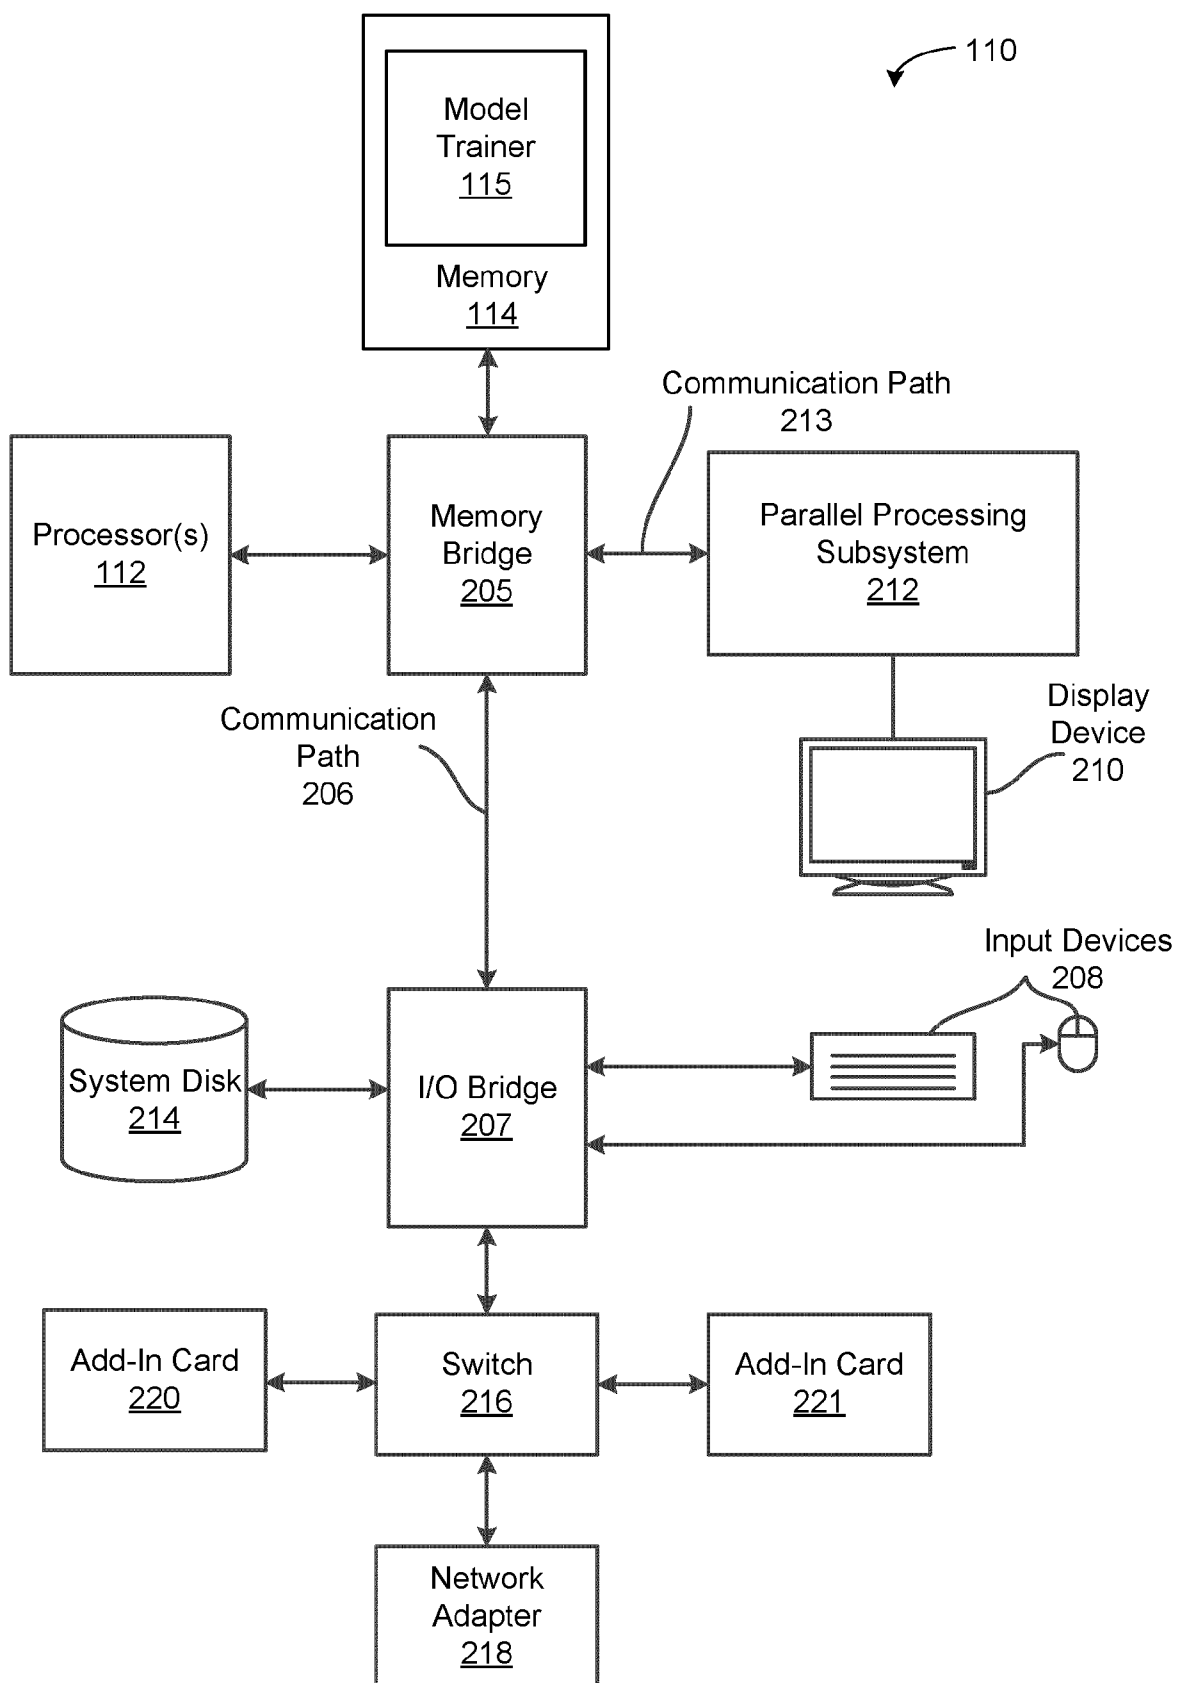 110
Model
Trainer
115
Memory
114
Communication Path
213
Processor(s)
112
Memory
Bridge
205
Parallel Processing
Subsystem
212
Communication
Path
206
Display
Device
210
Input Devices
208
System Disk
214
I/O Bridge
207
Add-In Card
220
Switch
216
Add-In Card
221
Network
Adapter
218